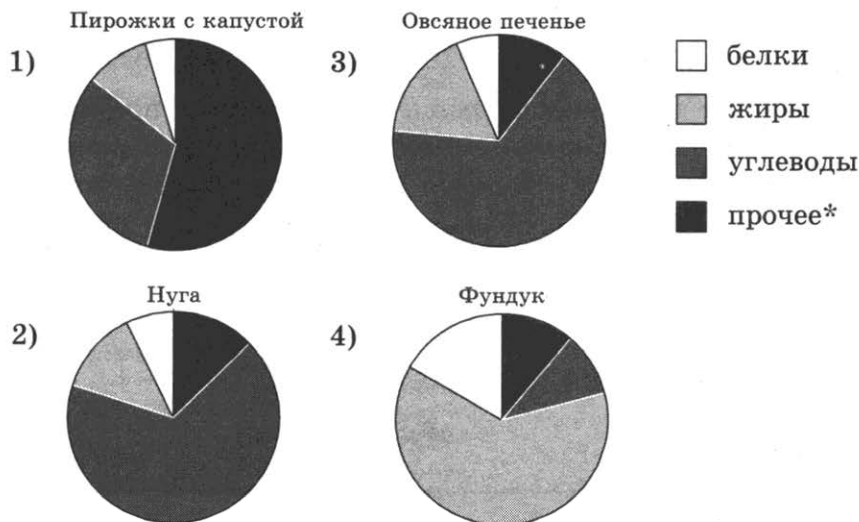 Пирожки с капустой
1)
Овсяное печенье
3)
белки
жиры
углеводы
прочее*
Нуга
2)
Фундук
4)